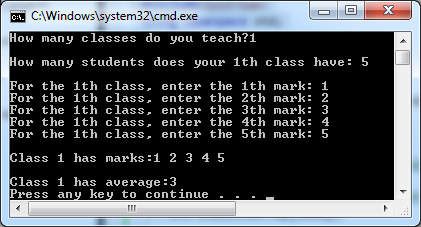 C:\Windows\system32\cmd.exe
How many classes do you teach?1
How many students does your 1th class have: 5
For the 1th class, enter the 1th mark: 1
For the 1th class, enter the 2th mark: 2
For the 1th class, enter the 3th mark: 3
For the 1th class, enter the 4th mark: 4
For the 1th class, enter the 5th mark: 5
Class 1 has marks:1 2 3 4 5
Class 1 has average:3
Press any key to continue . . .